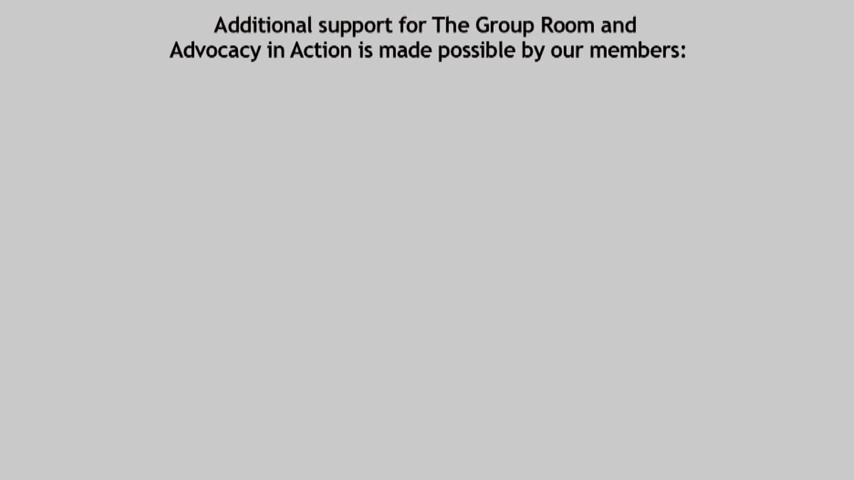 Additional support for The Group Room and
Advocacy in Action is made possible by our members: